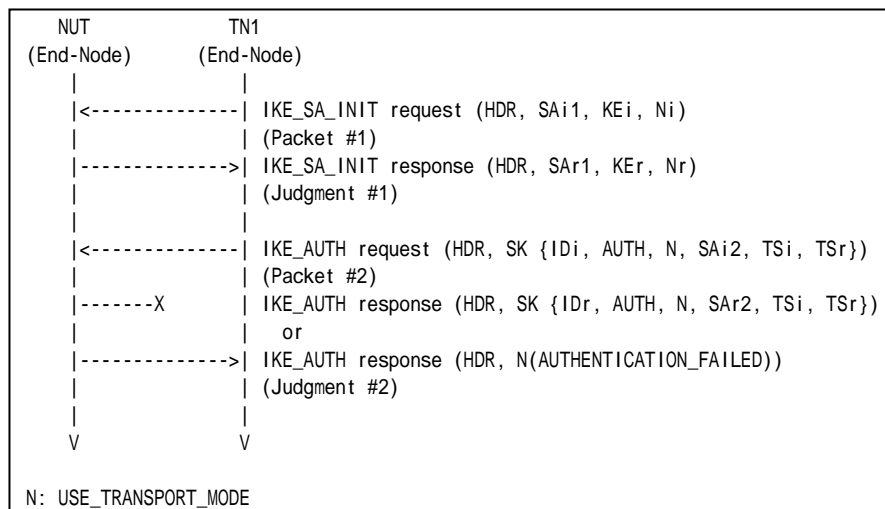 NUT TN1
(End-Node) (End-Node)
| |
|<--------------| IKE_SA_INIT request (HDR, SAi1, KEi, Ni)
| | (Packet #1)
|-------------->| IKE_SA_INIT response (HDR, SAr1, KEr, Nr)
| | (Judgment #1)
| |
|<--------------| IKE_AUTH request (HDR, SK {IDi, AUTH, N, SAi2, TSi, TSr})
| | (Packet #2)
|-------X | IKE_AUTH response (HDR, SK {IDr, AUTH, N, SAr2, TSi, TSr})
| | or
|-------------->| IKE_AUTH response (HDR, N(AUTHENTICATION_FAILED))
| | (Judgment #2)
| |
V V
N: USE_TRANSPORT_MODE